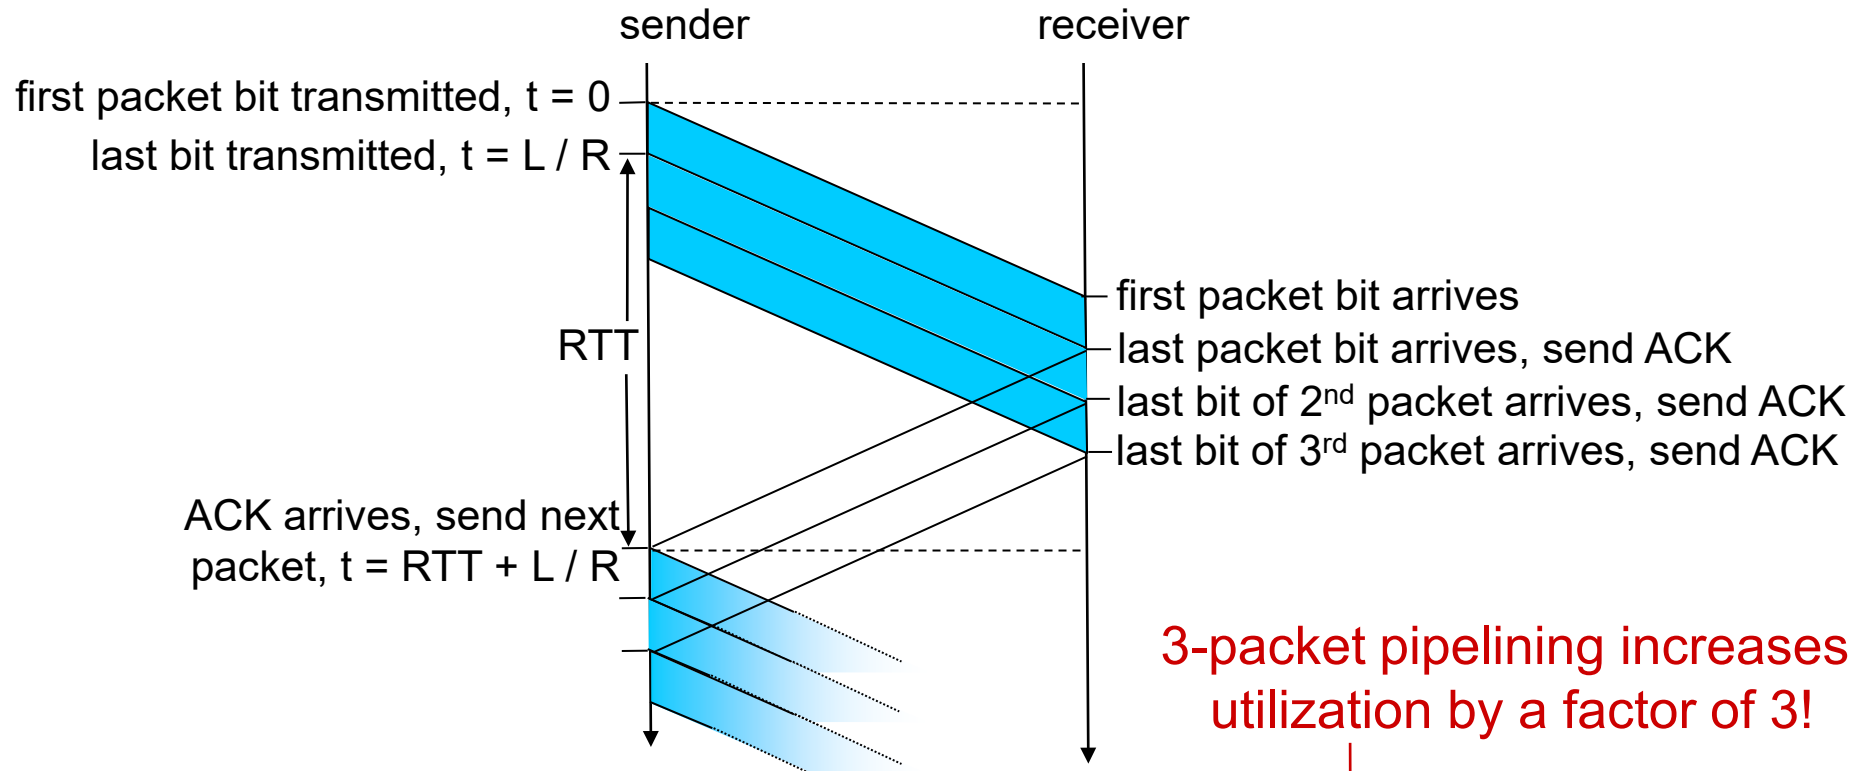 sender
receiver
first packet bit transmitted, t = 0
last bit transmitted, t = L / R
first packet bit arrives
RTT
last packet bit arrives, send ACK
last bit of 2nd packet arrives, send ACK
last bit of 3rd packet arrives, send ACK
ACK arrives, send next
packet, t = RTT + L / R
3-packet pipelining increases
utilization by a factor of 3!